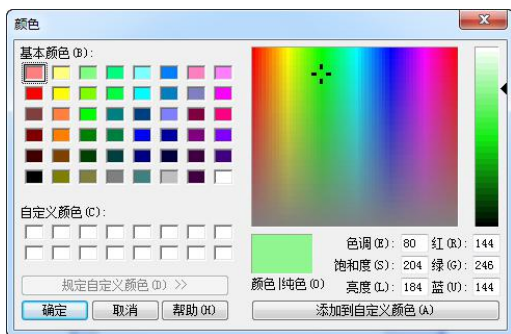 颜色
基本颜色(B):
自定义颜色(C):
规定自定义颜色(D) >>
确定 取消 帮助(H)
颜色|纯色(O)
色调(E): 80 红(R): 144
饱和度(S): 204 绿(G): 246
亮度(L): 184 蓝(U): 144
添加到自定义颜色(A)